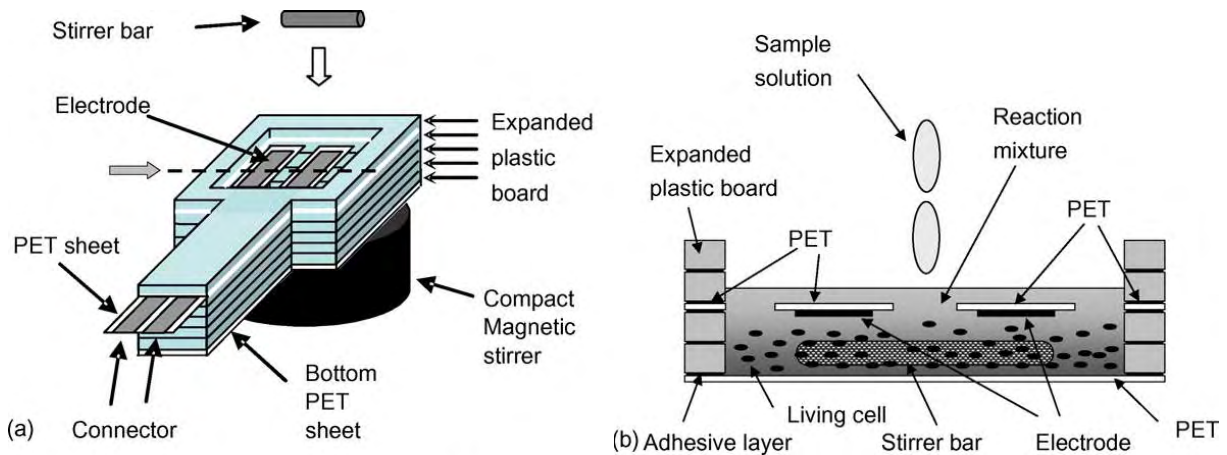 Stirrer bar
Electrode
Expanded
plastic
board
PET sheet
Compact
Magnetic
stirrer
Bottom
PET
sheet
Connector
(a)
Sample
solution
Reaction
mixture
Expanded
plastic board
PET
PET
Living cell
PET
(b)
Adhesive layer
Stirrer bar
Electrode